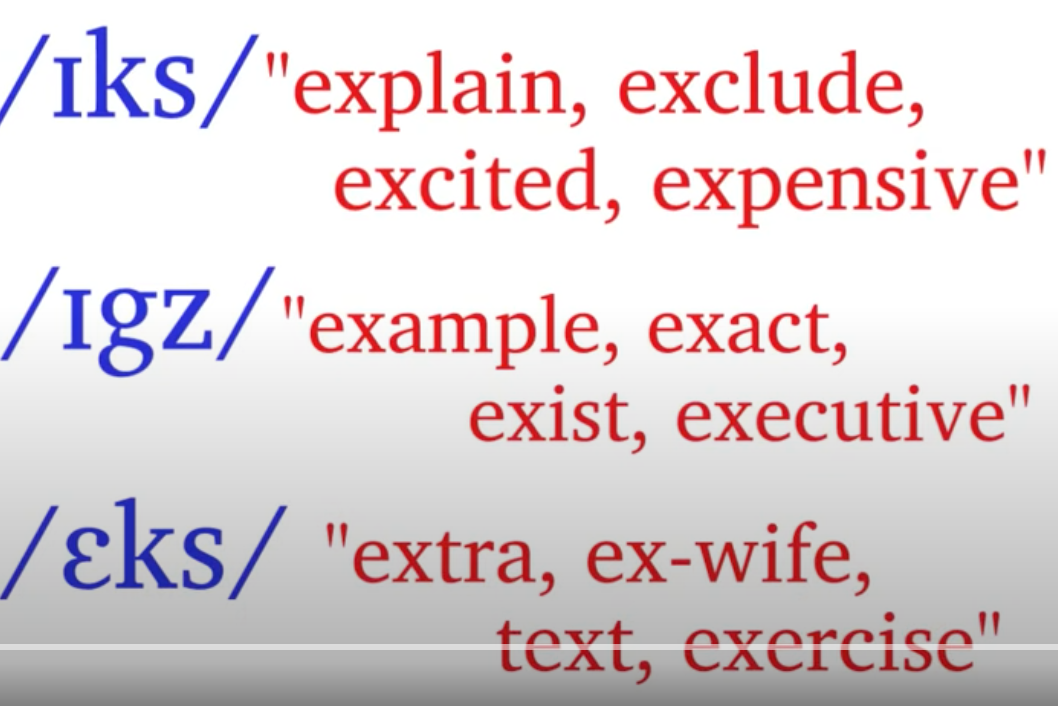 /ɪks/ "explain, exclude,
excited, expensive"
/ɪgz/ "example, exact,
exist, executive"
/ɛks/ "extra, ex-wife,
text, exercise"